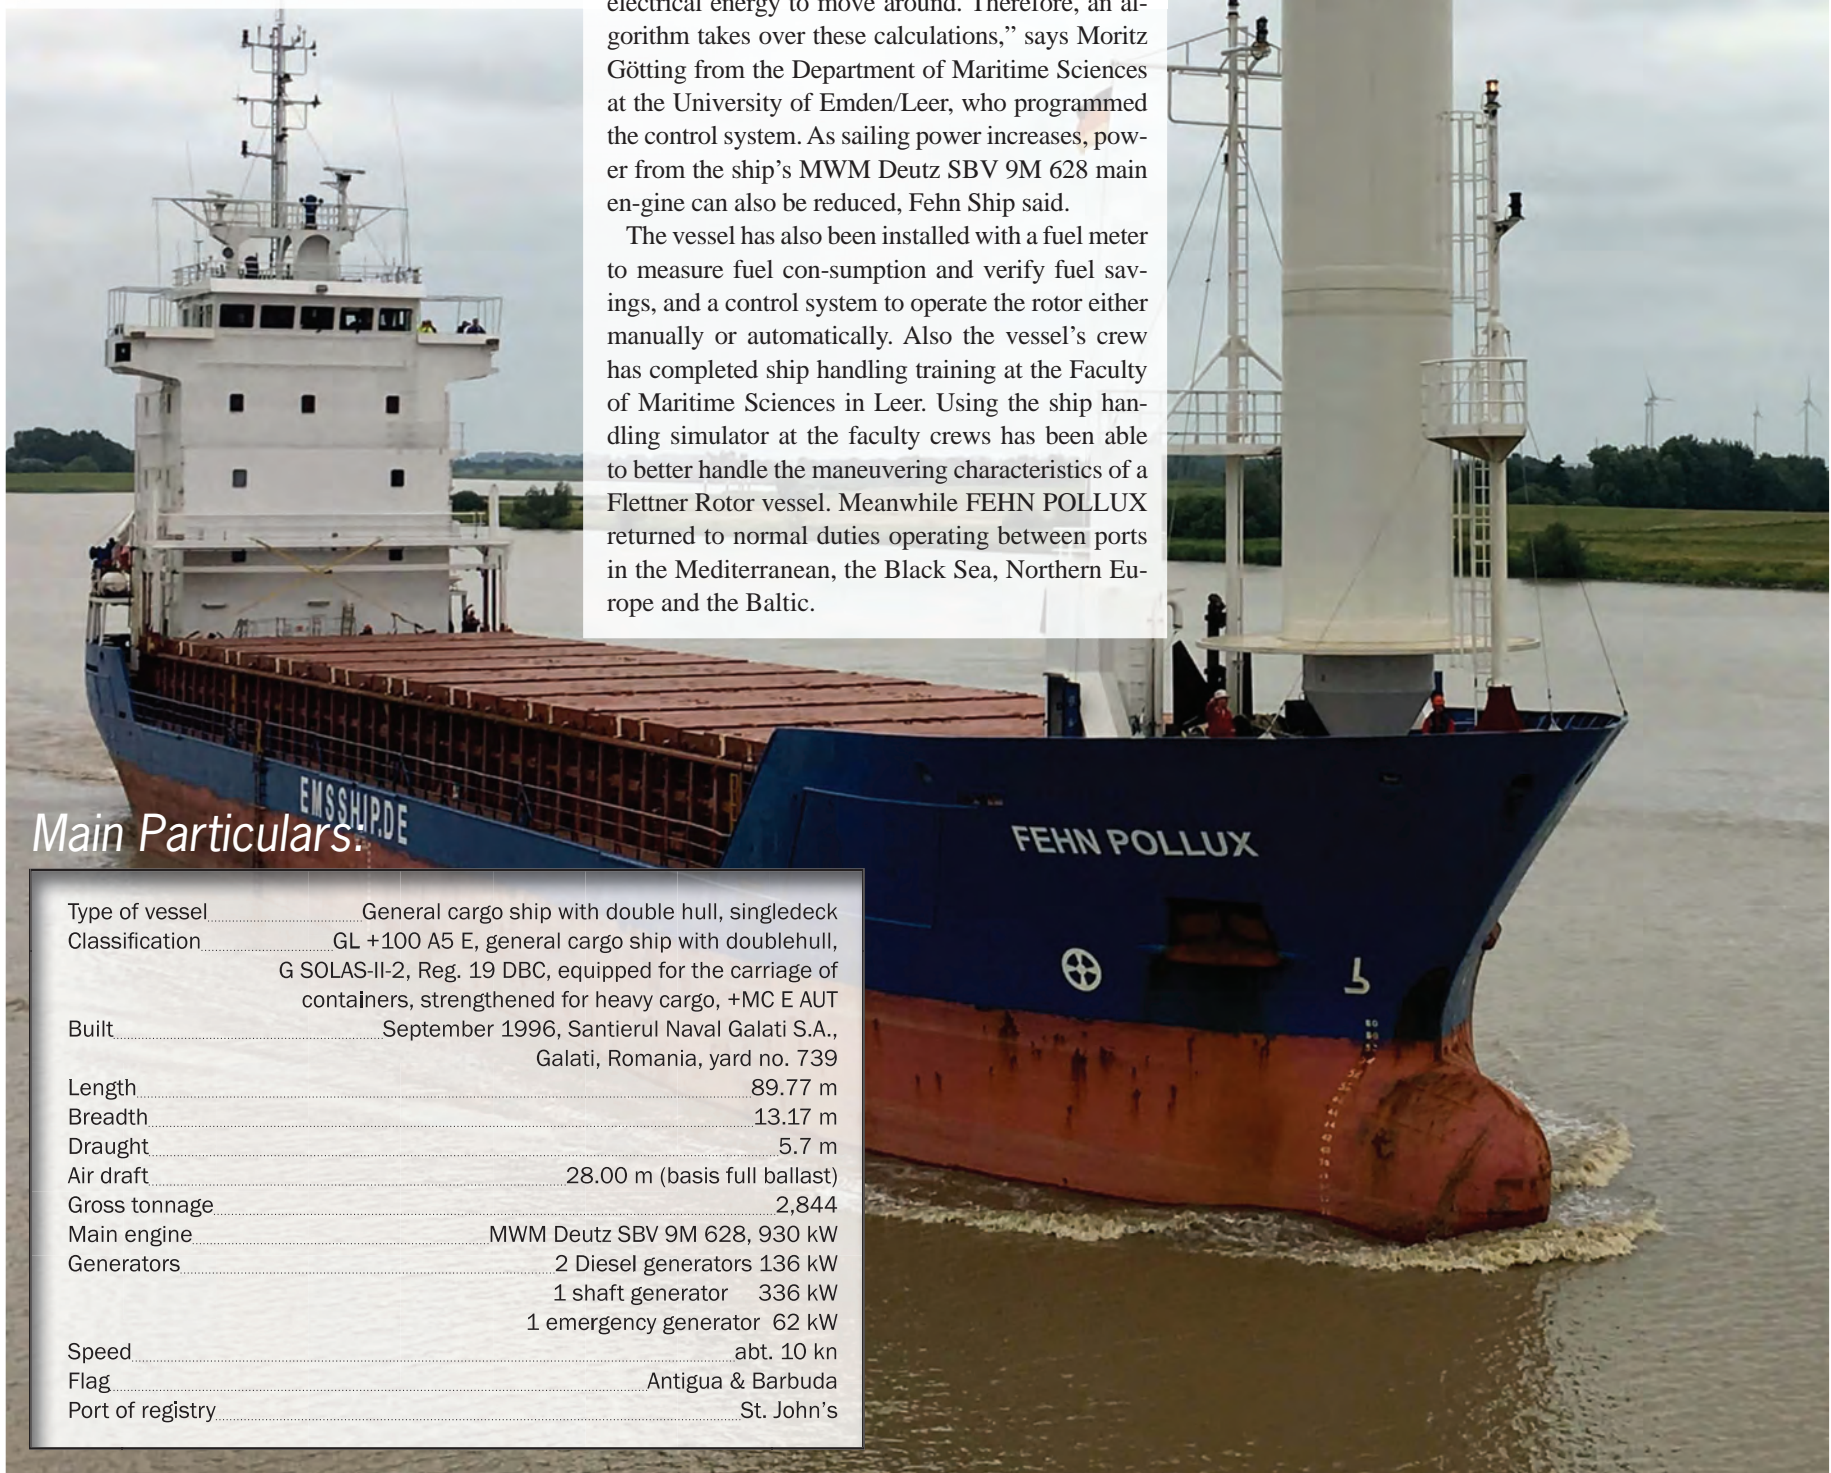 electrical energy to move around. Therefore, an al-
gorithm takes over these calculations,” says Moritz
Götting from the Department of Maritime Sciences
at the University of Emden/Leer, who programmed
the control system. As sailing power increases, pow-
er from the ship’s MWM Deutz SBV 9M 628 main
en-gine can also be reduced, Fehn Ship said.
The vessel has also been installed with a fuel meter
to measure fuel con-sumption and verify fuel sav-
ings, and a control system to operate the rotor either
manually or automatically. Also the vessel’s crew
has completed ship handling training at the Faculty
of Maritime Sciences in Leer. Using the ship han-
dling simulator at the faculty crews has been able
to better handle the maneuvering characteristics of a
Flettner Rotor vessel. Meanwhile FEHN POLLUX
returned to normal duties operating between ports
in the Mediterranean, the Black Sea, Northern Eu-
rope and the Baltic.
EMSSHIP.DE
FEHN POLLUX
Main Particulars:
Type of vessel General cargo ship with double hull, singledeck
Classification GL +100 A5 E, general cargo ship with doublehull,
G SOLAS-II-2, Reg. 19 DBC, equipped for the carriage of
containers, strengthened for heavy cargo, +MC E AUT
Built September 1996, Santierul Naval Galati S.A.,
Galati, Romania, yard no. 739
Length 89.77 m
Breadth 13.17 m
Draught 5.7 m
Air draft 28.00 m (basis full ballast)
Gross tonnage 2,844
Main engine MWM Deutz SBV 9M 628, 930 kW
Generators 2 Diesel generators 136 kW
1 shaft generator 336 kW
1 emergency generator 62 kW
Speed abt. 10 kn
Flag Antigua & Barbuda
Port of registry St. John’s